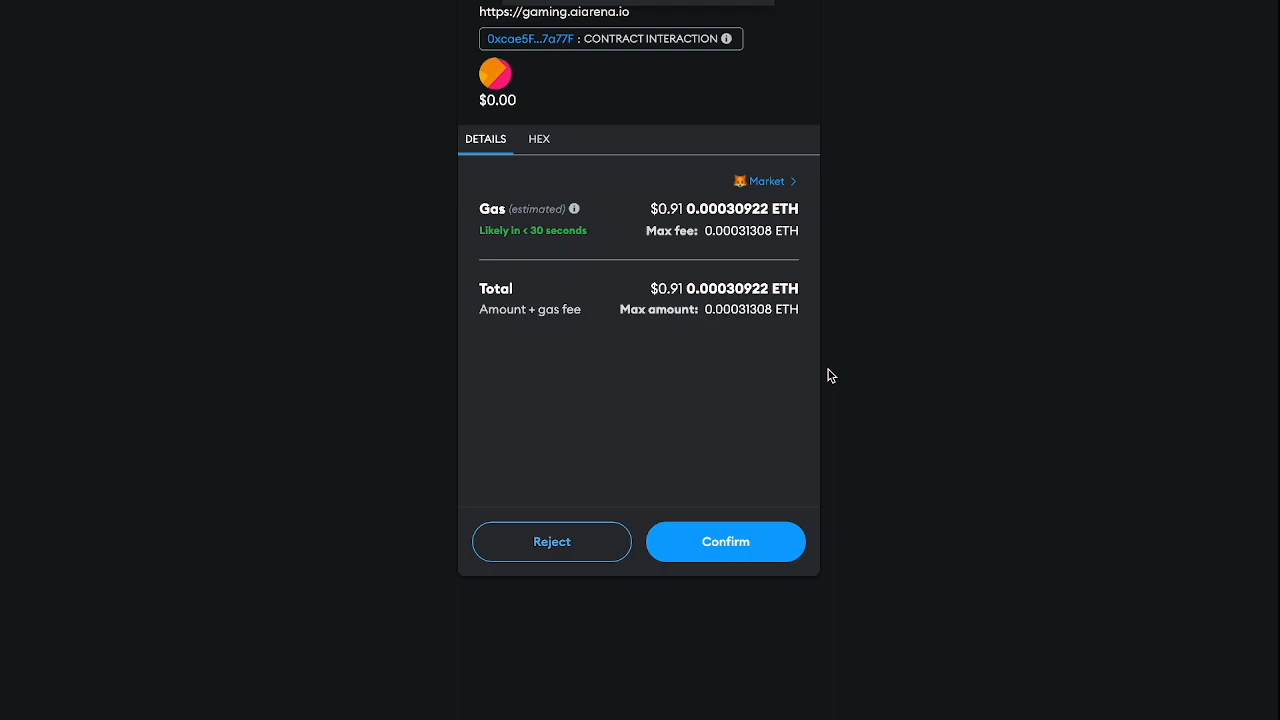 https://gaming.aiarena.io
0xcae5F...7a77F : CONTRACT INTERACTION
$0.00
DETAILS HEX
Market >
Gas (estimated) $0.91 0.00030922 ETH
Likely in < 30 seconds Max fee: 0.00031308 ETH
Total $0.91 0.00030922 ETH
Amount + gas fee Max amount: 0.00031308 ETH
Reject Confirm